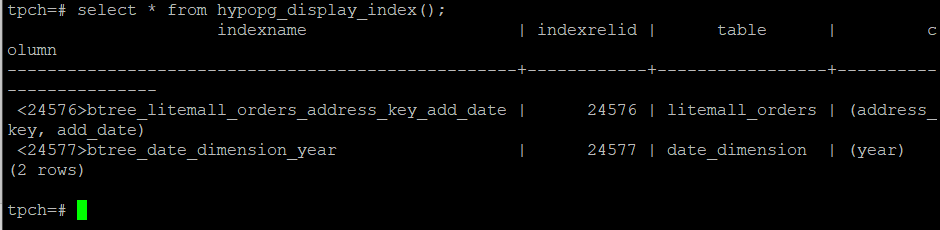 tpch=# select * from hypopg_display_index();
                     indexname                     | indexrelid |     table      |         c
olumn
---------------------------------------------------+------------+----------------+----------
---------------
 <24576>btree_litemall_orders_address_key_add_date |      24576 | litemall_orders | (address_
key, add_date)
 <24577>btree_date_dimension_year                  |      24577 | date_dimension  | (year)
(2 rows)

tpch=#